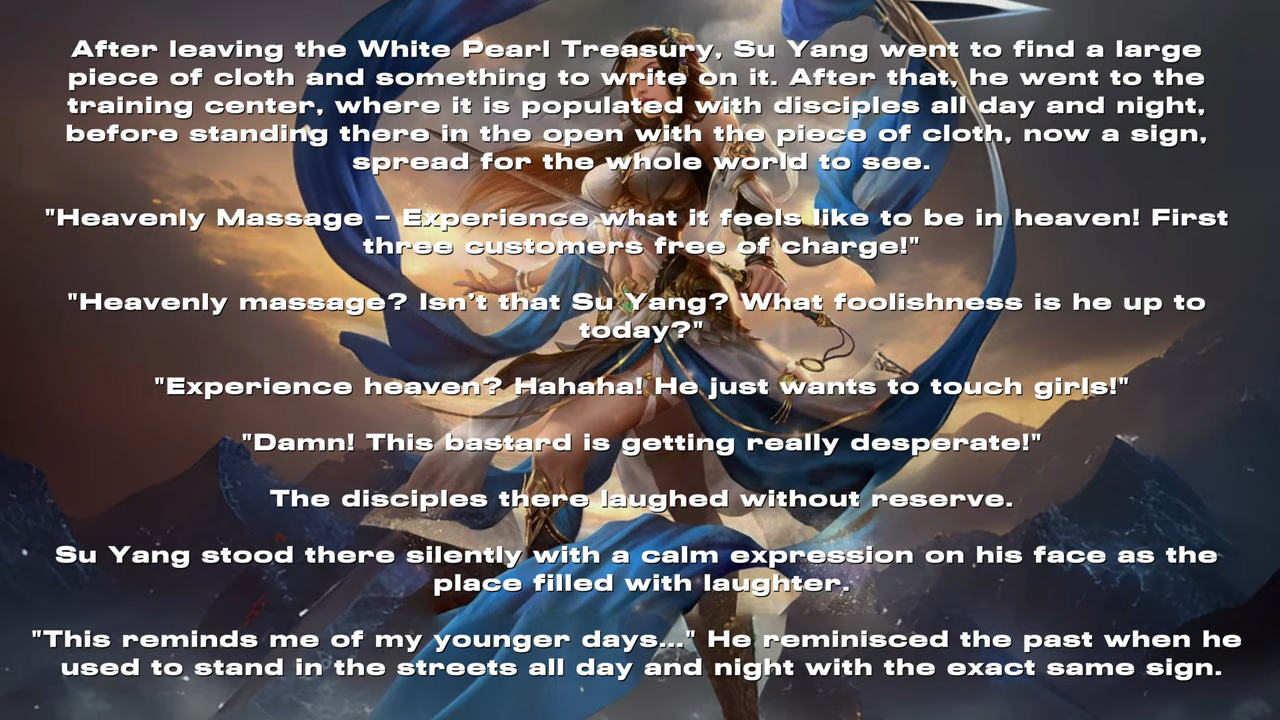 After leaving the White Pearl Treasury, Su Yang went to find a large
piece of cloth and something to write on it. After that, he went to the
training center, where it is populated with disciples all day and night,
before standing there in the open with the piece of cloth, now a sign,
spread for the whole world to see.
"Heavenly Massage – Experience what it feels like to be in heaven! First
three customers free of charge!"
"Heavenly massage? Isn't that Su Yang? What foolishness is he up to
today?"
"Experience heaven? Hahaha! He just wants to touch girls!"
"Damn! This bastard is getting really desperate!"
The disciples there laughed without reserve.
Su Yang stood there silently with a calm expression on his face as the
place filled with laughter.
"This reminds me of my younger days..." He reminisced the past when he
used to stand in the streets all day and night with the exact same sign.